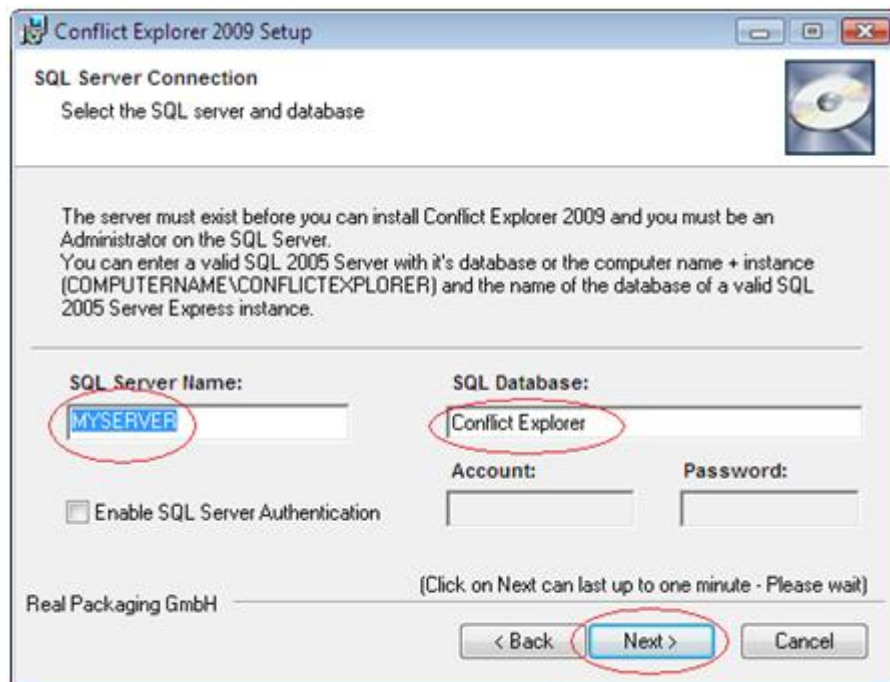 Conflict Explorer 2009 Setup
SQL Server Connection
Select the SQL server and database
The server must exist before you can install Conflict Explorer 2009 and you must be an
Administrator on the SQL Server.
You can enter a valid SQL 2005 Server with it's database or the computer name + instance
(COMPUTERNAME\CONFLICTEXPLORER) and the name of the database of a valid SQL
2005 Server Express instance.
SQL Server Name: SQL Database:
MYSERVER Conflict Explorer
Account: Password:
Enable SQL Server Authentication
(Click on Next can last up to one minute - Please wait)
Real Packaging GmbH
< Back Next > Cancel